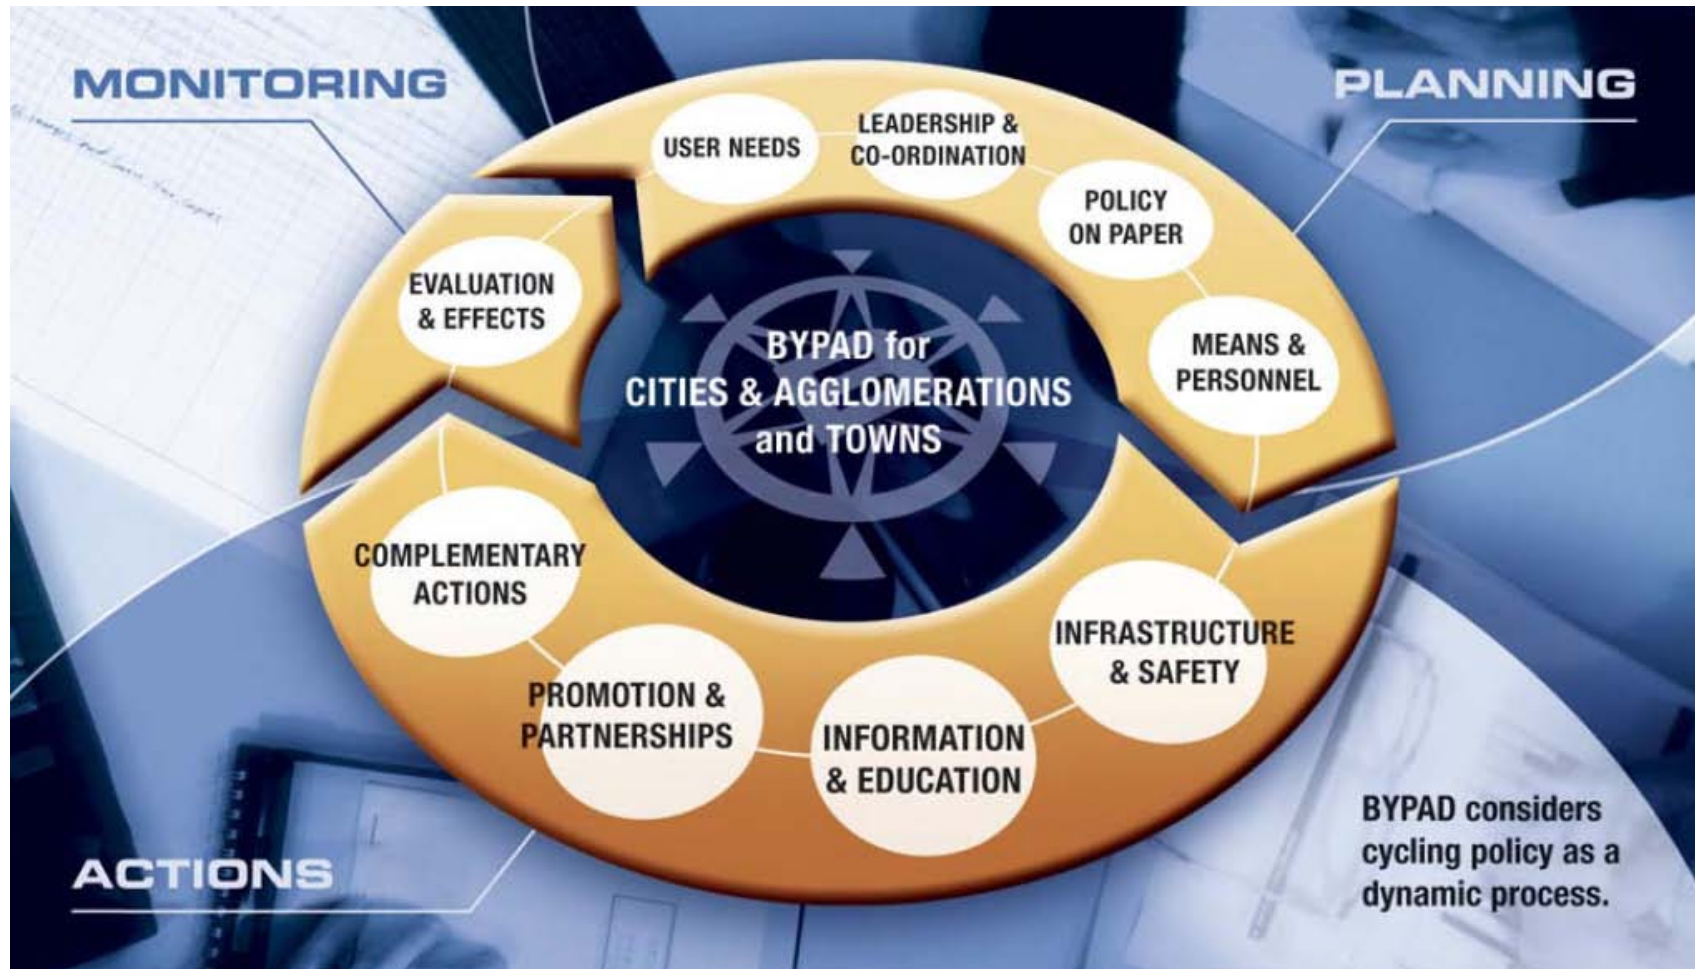 MONITORING
PLANNING
USER NEEDS
LEADERSHIP &
CO-ORDINATION
POLICY
ON PAPER
MEANS &
PERSONNEL
EVALUATION
& EFFECTS
BYPAD for
CITIES & AGGLOMERATIONS
and TOWNS
COMPLEMENTARY
ACTIONS
PROMOTION &
PARTNERSHIPS
INFORMATION
& EDUCATION
INFRASTRUCTURE
& SAFETY
ACTIONS
BYPAD considers
cycling policy as a
dynamic process.